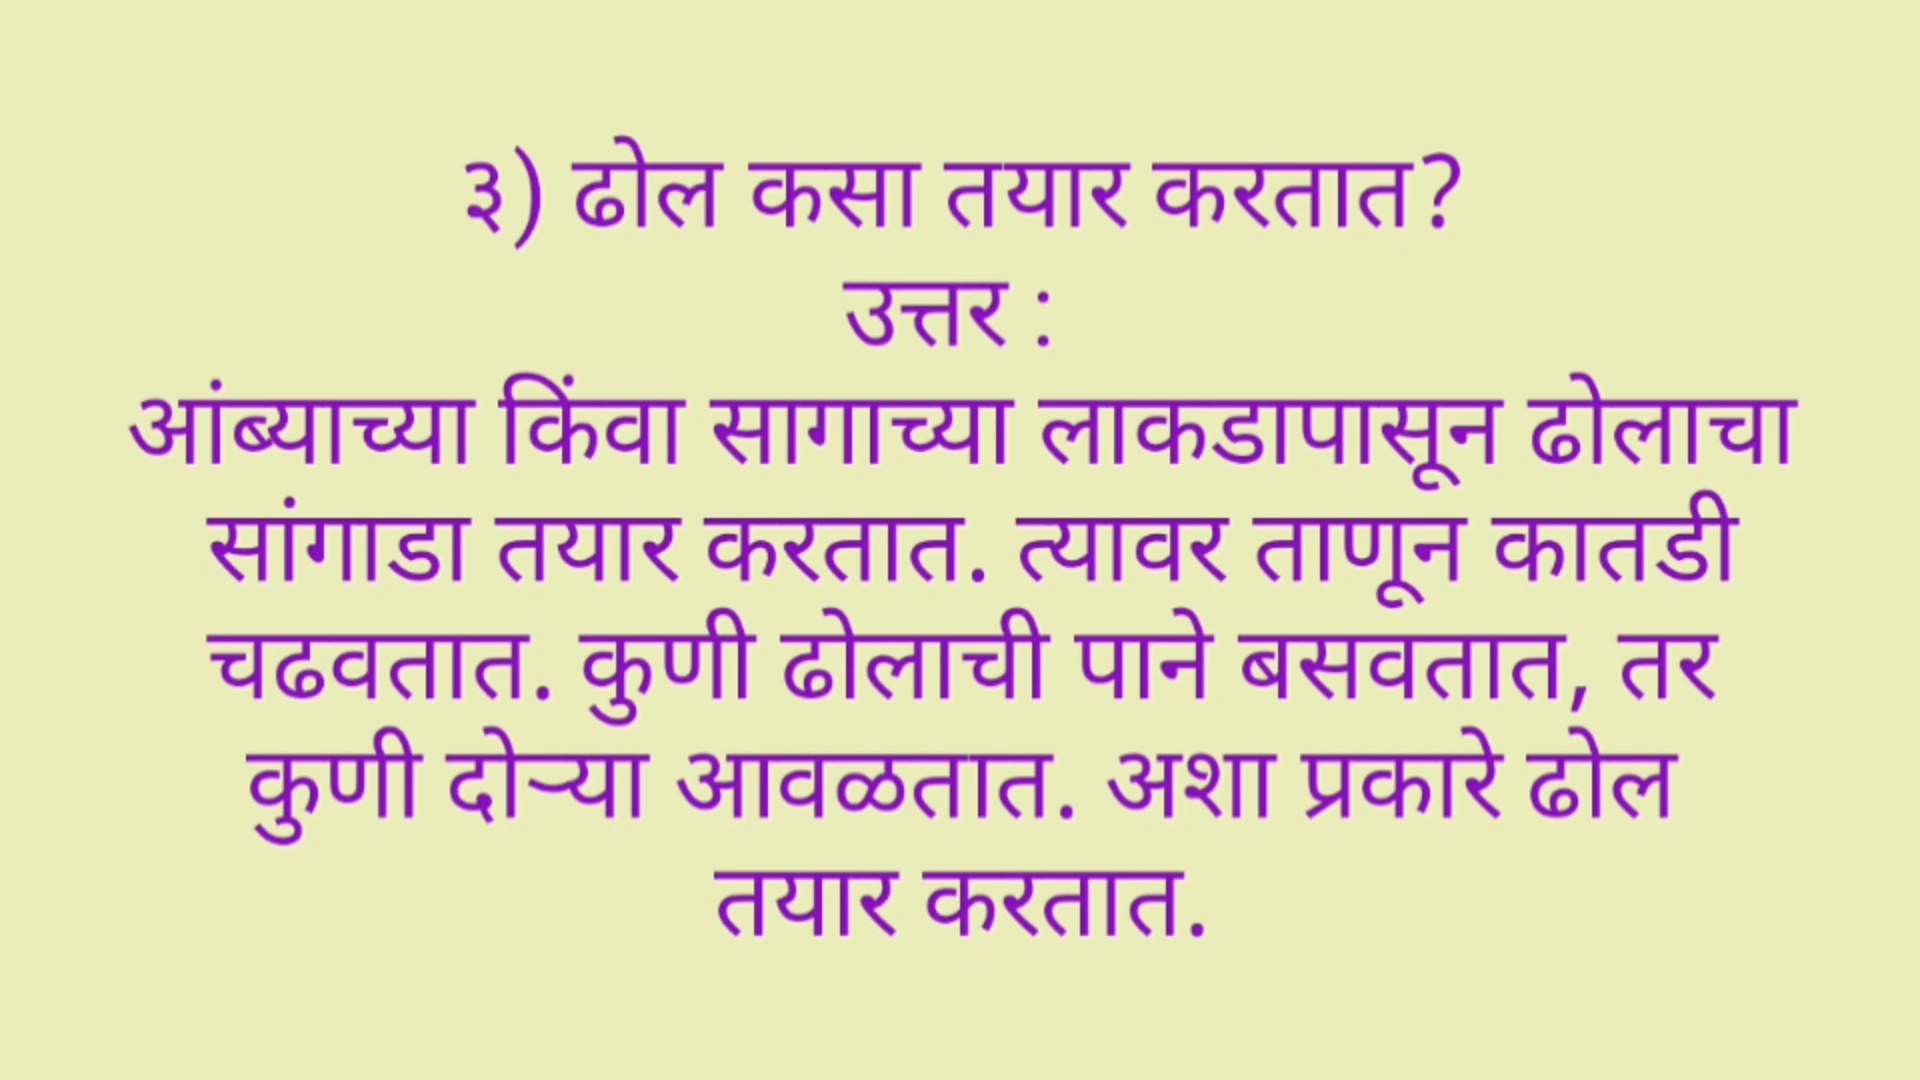 ३) ढोल कसा तयार करतात?
उत्तर :
आंब्याच्या किंवा सागाच्या लाकडापासून ढोलाचा
सांगाडा तयार करतात. त्यावर ताणून कातडी
चढवतात. कुणी ढोलाची पाने बसवतात, तर
कुणी दोऱ्या आवळतात. अशा प्रकारे ढोल
तयार करतात.